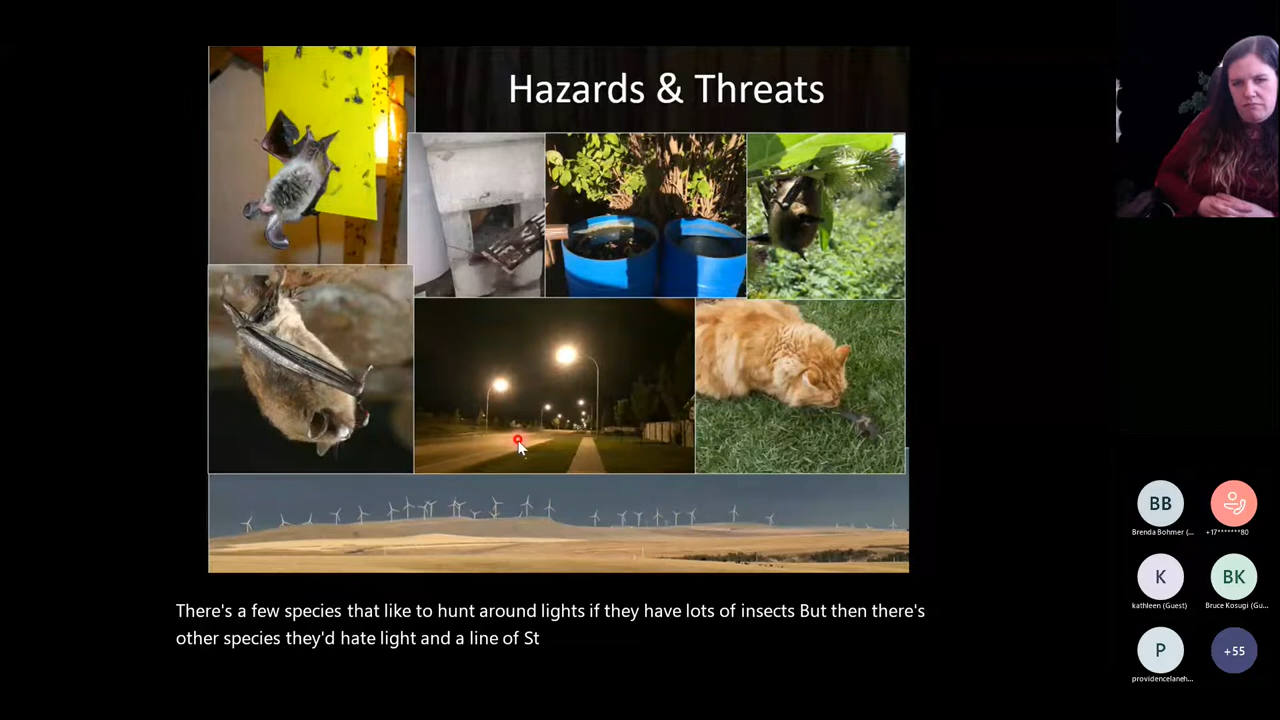 Hazards & Threats
There's a few species that like to hunt around lights if they have lots of insects But then there's
other species they'd hate light and a line of St
BB
Brenda Bohmer (...
+17*******80
K
kathleen (Guest)
BK
Bruce Kosugi (Gu...
P
providencelaneh...
+55